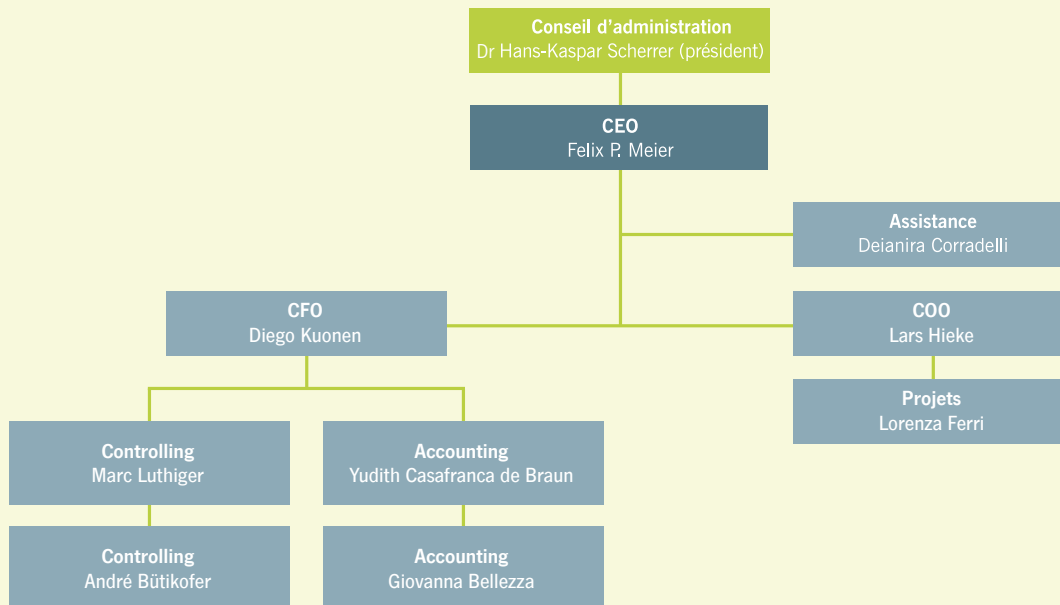 Conseil d’administration
Dr Hans-Kaspar Scherrer (président)
CEO
Felix P. Meier
Assistance
Deianira Corradelli
CFO
Diego Kuonen
COO
Lars Hieke
Projets
Lorenza Ferri
Controlling
Marc Luthiger
Accounting
Yudith Casafranca de Braun
Controlling
André Bütikofer
Accounting
Giovanna Bellezza